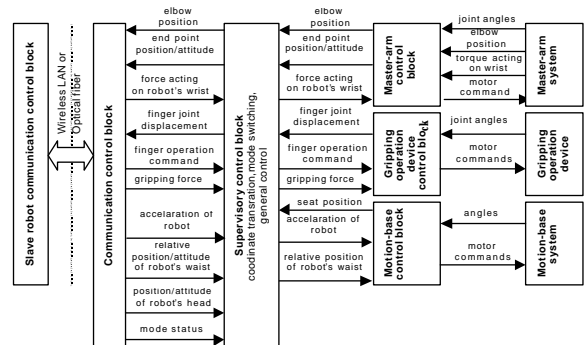 Slave robot communication control block
Wireless LAN or
Optical fiber
Communication control block
elbow
position
end point
position/attitude
force acting
on robot's wrist
finger joint
displacement
finger operation
command
gripping force
accelaration of
robot
relative
position/attitude
of robot's waist
position/attitude
of robot's head
mode status
Supervisory control block
coodinate transration,mode switching,
general control
elbow
position
end point
position/attitude
force acting
on robot's wrist
finger joint
displacement
finger operation
command
gripping force
seat position
accelaration of
robot
relative position
of robot's waist
Master-arm
control
block
Gripping
operation
device
control block
Motion-base
control block
joint angles
elbow
position
torque acting
on wrist
motor
command
joint angles
motor
commands
angles
motor
commands
Master-arm
system
Gripping
operation
device
Motion-base
system